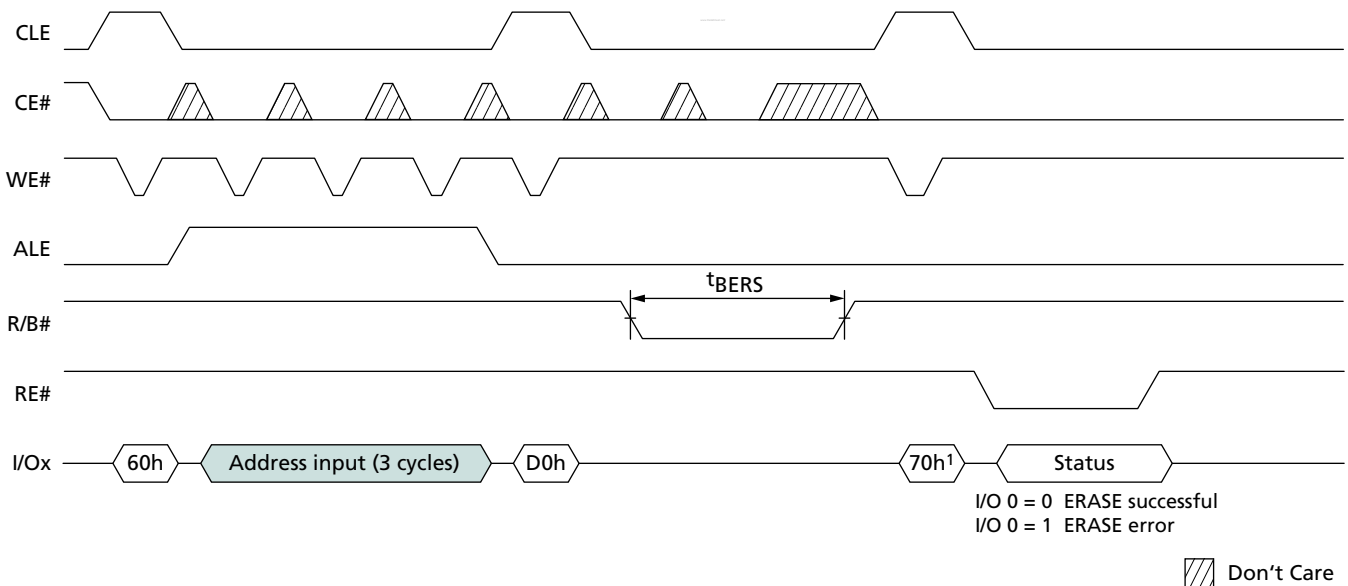 CLE
CE#
WE#
ALE
tBERS
R/B#
RE#
I/Ox
60h
Address input (3 cycles)
D0h
70h1
Status
I/O 0 = 0 ERASE successful
I/O 0 = 1 ERASE error
Don't Care